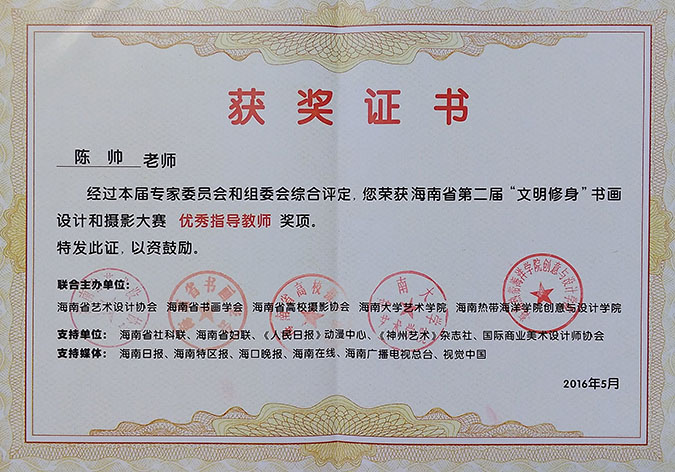 获奖证书
陈帅 老师
经过本届专家委员会和组委会综合评定，您荣获海南省第二届“文明修身”书画
设计和摄影大赛 优秀指导教师 奖项。
特发此证，以资鼓励。
联合主办单位：
海南省艺术设计协会 海南省书画学会 海南省高校摄影协会 海南大学艺术学院 海南热带海洋学院创意与设计学院
支持单位：海南省社科联、海南省妇联、《人民日报》动漫中心、《神州艺术》杂志社、国际商业美术设计师协会
支持媒体：海南日报、海南特区报、海口晚报、海南在线、海南广播电视总台、视觉中国
2016年5月